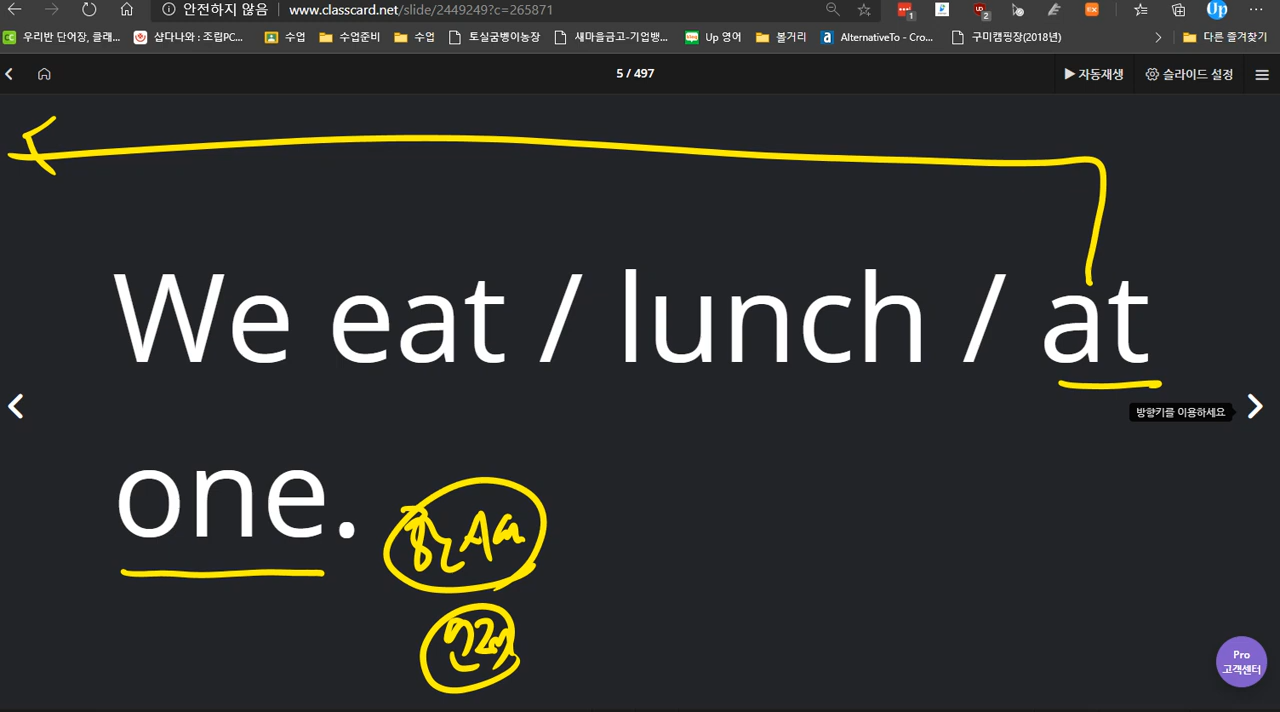 안전하지 않음 www.classcard.net/slide/2449249?c=265871
우리반 단어장, 클래... 샵다나와 : 조립PC... 수업 수업준비 수업 토실굼벵이농장 새마을금고-기업뱅... Up 영어 볼거리 AlternativeTo - Cro... 구미캠핑장(2018년) 다른 즐겨찾기
5 / 497 자동재생 슬라이드 설정
We eat / lunch / at
방향키를 이용하세요
one.
Pro
고객센터